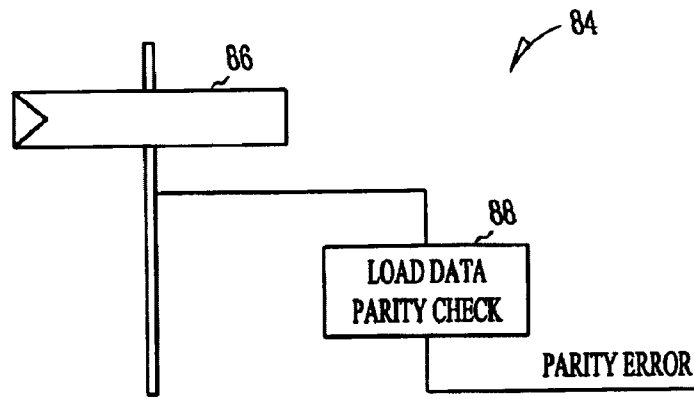 84
86
88
LOAD DATA
PARITY CHECK
PARITY ERROR